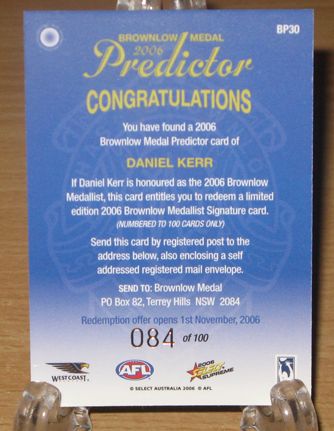 BP30
BROWNLOW MEDAL
2006
Predictor
CONGRATULATIONS
You have found a 2006
Brownlow Medal Predictor card of
DANIEL KERR
If Daniel Kerr is honoured as the 2006 Brownlow
Medallist, this card entitles you to redeem a limited
edition 2006 Brownlow Medallist Signature card.
(NUMBERED TO 100 CARDS ONLY)
Send this card by registered post to the
address below, also enclosing a self
addressed registered mail envelope.
SEND TO: Brownlow Medal
PO Box 82, Terrey Hills NSW 2084
Redemption offer opens 1st November, 2006
084 of 100
WEST COAST
AFL
2006
SUPREME
© SELECT AUSTRALIA 2006 © AFL